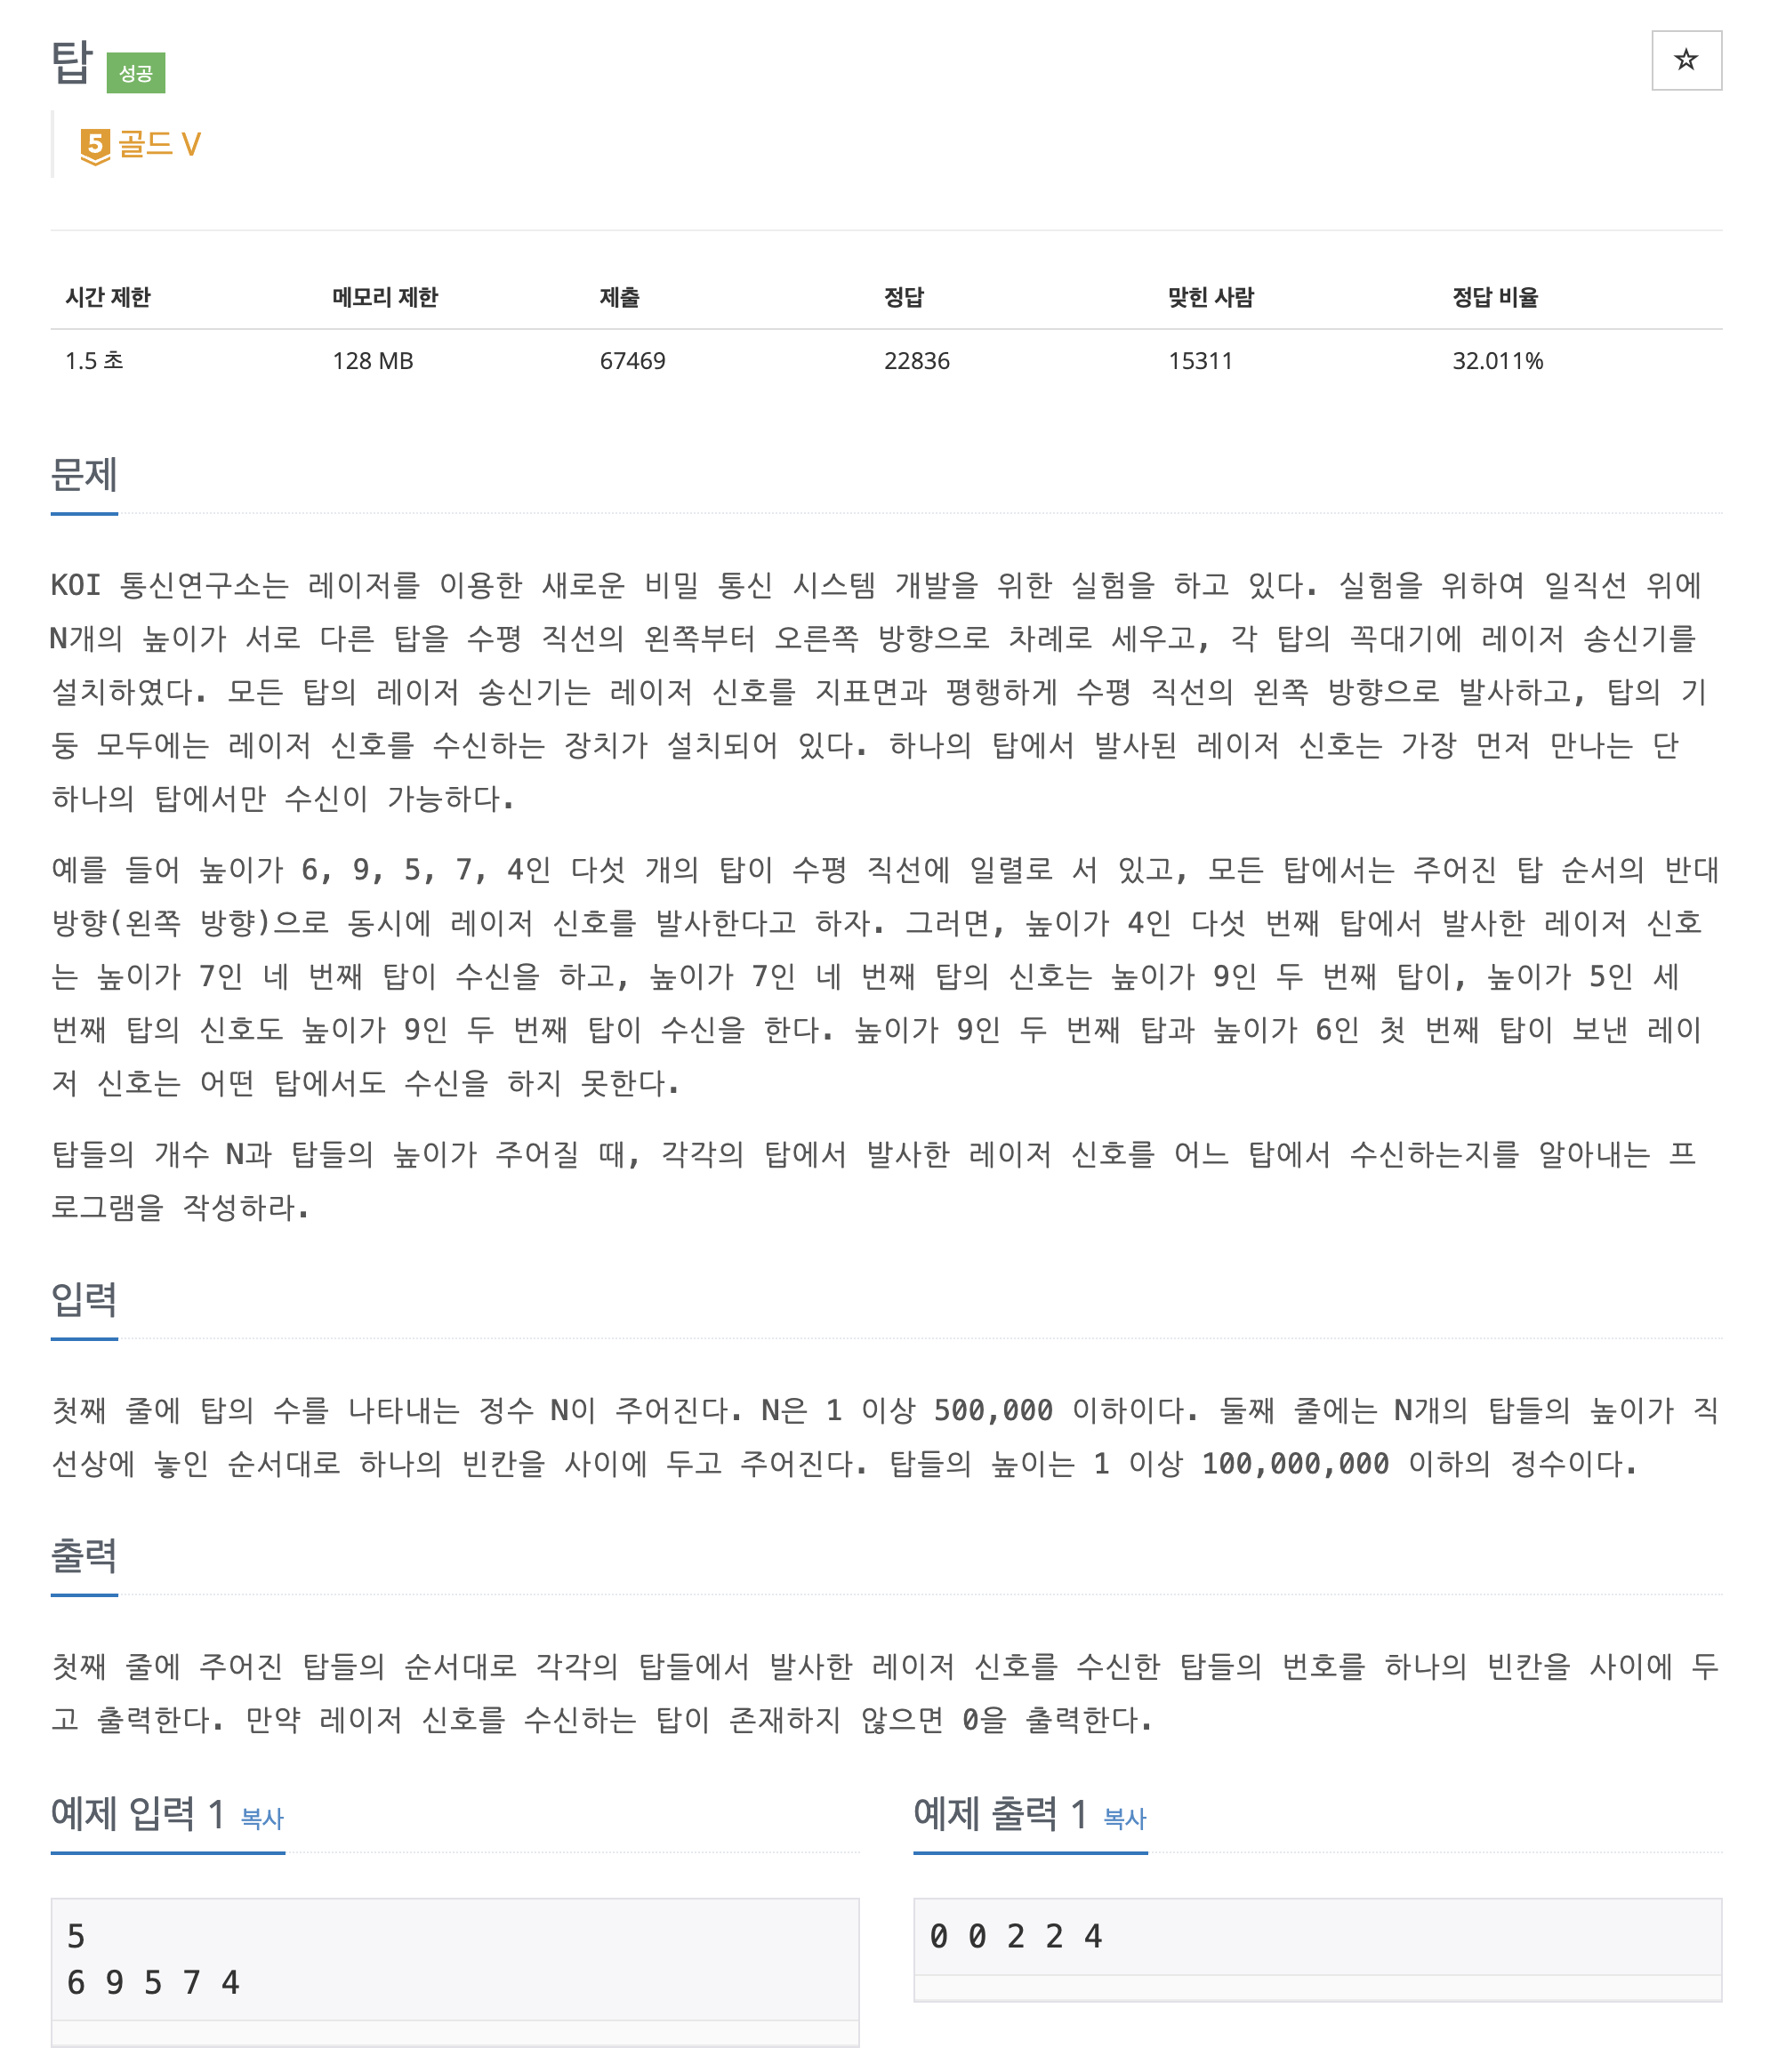 탑 성공
☆
5 골드 V
시간 제한 메모리 제한 제출 정답 맞힌 사람 정답 비율
1.5 초 128 MB 67469 22836 15311 32.011%
문제
KOI 통신연구소는 레이저를 이용한 새로운 비밀 통신 시스템 개발을 위한 실험을 하고 있다. 실험을 위하여 일직선 위에
N개의 높이가 서로 다른 탑을 수평 직선의 왼쪽부터 오른쪽 방향으로 차례로 세우고, 각 탑의 꼭대기에 레이저 송신기를
설치하였다. 모든 탑의 레이저 송신기는 레이저 신호를 지표면과 평행하게 수평 직선의 왼쪽 방향으로 발사하고, 탑의 기
둥 모두에는 레이저 신호를 수신하는 장치가 설치되어 있다. 하나의 탑에서 발사된 레이저 신호는 가장 먼저 만나는 단
하나의 탑에서만 수신이 가능하다.
예를 들어 높이가 6, 9, 5, 7, 4인 다섯 개의 탑이 수평 직선에 일렬로 서 있고, 모든 탑에서는 주어진 탑 순서의 반대
방향(왼쪽 방향)으로 동시에 레이저 신호를 발사한다고 하자. 그러면, 높이가 4인 다섯 번째 탑에서 발사한 레이저 신호
는 높이가 7인 네 번째 탑이 수신을 하고, 높이가 7인 네 번째 탑의 신호는 높이가 9인 두 번째 탑이, 높이가 5인 세
번째 탑의 신호도 높이가 9인 두 번째 탑이 수신을 한다. 높이가 9인 두 번째 탑과 높이가 6인 첫 번째 탑이 보낸 레이
저 신호는 어떤 탑에서도 수신을 하지 못한다.
탑들의 개수 N과 탑들의 높이가 주어질 때, 각각의 탑에서 발사한 레이저 신호를 어느 탑에서 수신하는지를 알아내는 프
로그램을 작성하라.
입력
첫째 줄에 탑의 수를 나타내는 정수 N이 주어진다. N은 1 이상 500,000 이하이다. 둘째 줄에는 N개의 탑들의 높이가 직
선상에 놓인 순서대로 하나의 빈칸을 사이에 두고 주어진다. 탑들의 높이는 1 이상 100,000,000 이하의 정수이다.
출력
첫째 줄에 주어진 탑들의 순서대로 각각의 탑들에서 발사한 레이저 신호를 수신한 탑들의 번호를 하나의 빈칸을 사이에 두
고 출력한다. 만약 레이저 신호를 수신하는 탑이 존재하지 않으면 0을 출력한다.
예제 입력 1 복사
5
6 9 5 7 4
예제 출력 1 복사
0 0 2 2 4